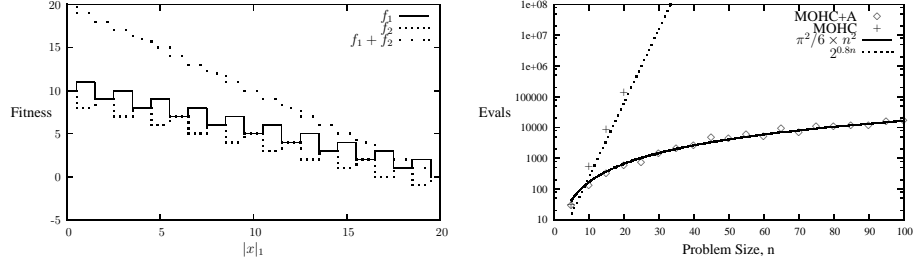 20
15
10
5
0
-5
Fitness
0 5 10 15 20
|x|₁
f₁
f₂
f₁ + f₂
1e+08
1e+07
1e+06
100000
10000
1000
100
10
Evals
0 10 20 30 40 50 60 70 80 90 100
Problem Size, n
MOHC+A
MOHC
π²/6 × n²
2^0.8n